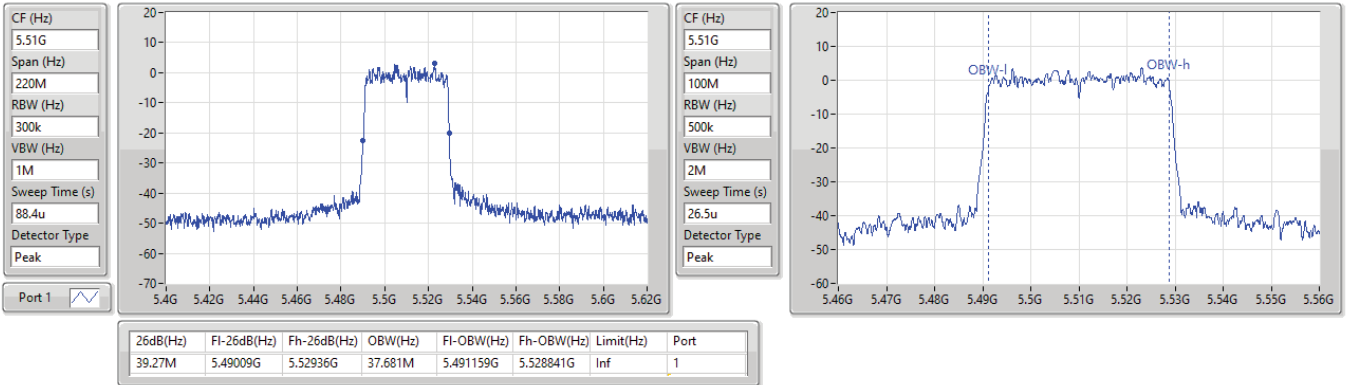 CF (Hz)
5.51G
Span (Hz)
220M
RBW (Hz)
300k
VBW (Hz)
1M
Sweep Time (s)
88.4u
Detector Type
Peak
Port 1
20
10
0
-10
-20
-30
-40
-50
-60
-70
5.4G 5.42G 5.44G 5.46G 5.48G 5.5G 5.52G 5.54G 5.56G 5.58G 5.6G 5.62G
CF (Hz)
5.51G
Span (Hz)
100M
RBW (Hz)
500k
VBW (Hz)
2M
Sweep Time (s)
26.5u
Detector Type
Peak
20
10
0
-10
-20
-30
-40
-50
-60
OBW-l OBW-h
5.46G 5.47G 5.48G 5.49G 5.5G 5.51G 5.52G 5.53G 5.54G 5.55G 5.56G
26dB(Hz) Fl-26dB(Hz) Fh-26dB(Hz) OBW(Hz) Fl-OBW(Hz) Fh-OBW(Hz) Limit(Hz) Port
39.27M 5.49009G 5.52936G 37.681M 5.491159G 5.528841G Inf 1